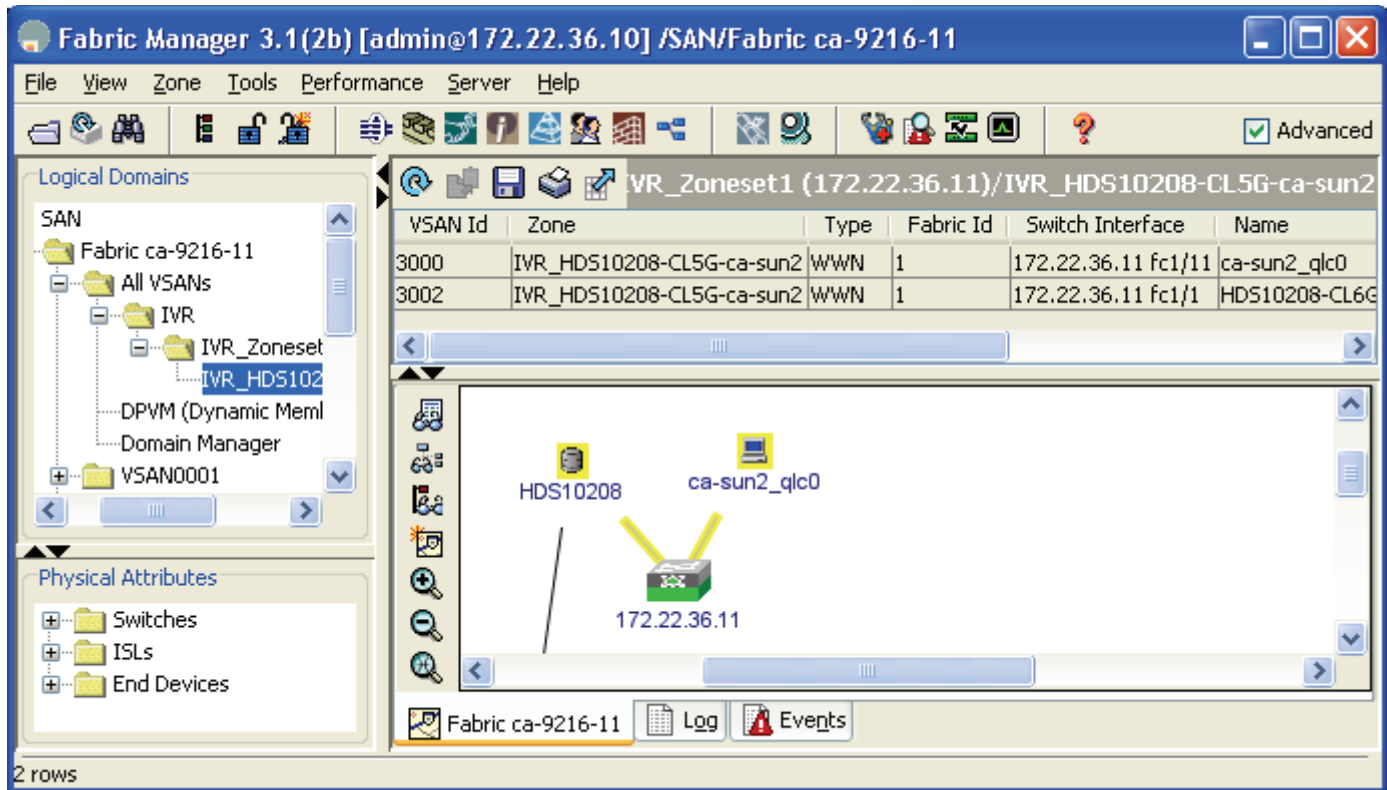 Fabric Manager 3.1(2b) [admin@172.22.36.10] /SAN/Fabric ca-9216-11
File View Zone Tools Performance Server Help
Advanced
Logical Domains
SAN
Fabric ca-9216-11
All VSANs
IVR
IVR_Zoneset
IVR_HDS102
DPVM (Dynamic Meml
Domain Manager
VSAN0001
Physical Attributes
Switches
ISLs
End Devices
VR_Zoneset1 (172.22.36.11)/IVR_HDS10208-CL5G-ca-sun2
VSAN Id Zone Type Fabric Id Switch Interface Name
3000 IVR_HDS10208-CL5G-ca-sun2 WWN 1 172.22.36.11 fc1/11 ca-sun2_qlc0
3002 IVR_HDS10208-CL5G-ca-sun2 WWN 1 172.22.36.11 fc1/1 HDS10208-CL6G
HDS10208
ca-sun2_qlc0
172.22.36.11
Fabric ca-9216-11 Log Events
2 rows